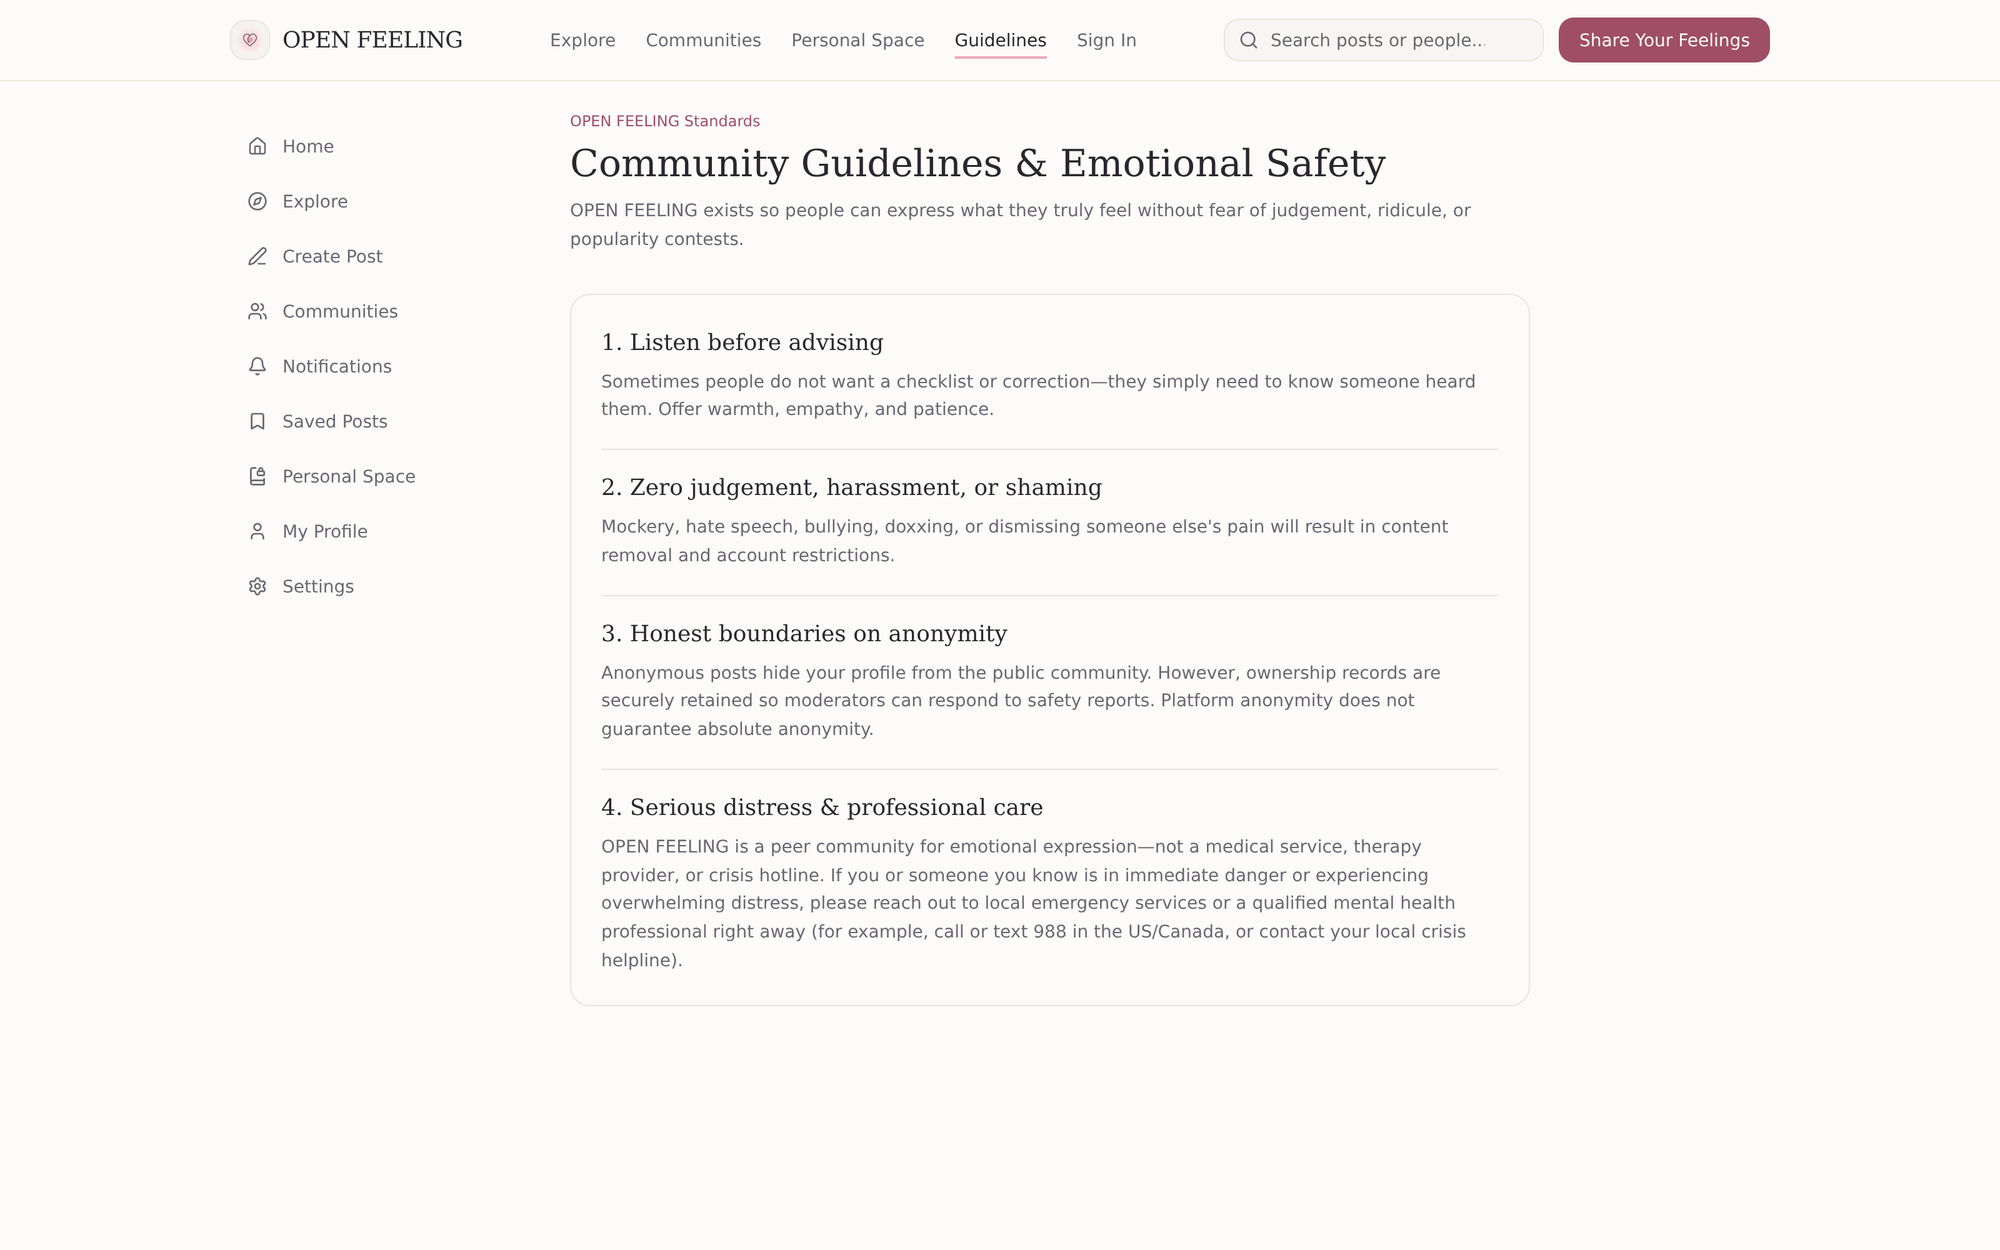 OPEN FEELING
Explore
Communities
Personal Space
Guidelines
Sign In
Search posts or people...
Share Your Feelings
Home
Explore
Create Post
Communities
Notifications
Saved Posts
Personal Space
My Profile
Settings
OPEN FEELING Standards
Community Guidelines & Emotional Safety
OPEN FEELING exists so people can express what they truly feel without fear of judgement, ridicule, or
popularity contests.
1. Listen before advising
Sometimes people do not want a checklist or correction—they simply need to know someone heard
them. Offer warmth, empathy, and patience.
2. Zero judgement, harassment, or shaming
Mockery, hate speech, bullying, doxxing, or dismissing someone else's pain will result in content
removal and account restrictions.
3. Honest boundaries on anonymity
Anonymous posts hide your profile from the public community. However, ownership records are
securely retained so moderators can respond to safety reports. Platform anonymity does not
guarantee absolute anonymity.
4. Serious distress & professional care
OPEN FEELING is a peer community for emotional expression—not a medical service, therapy
provider, or crisis hotline. If you or someone you know is in immediate danger or experiencing
overwhelming distress, please reach out to local emergency services or a qualified mental health
professional right away (for example, call or text 988 in the US/Canada, or contact your local crisis
helpline).